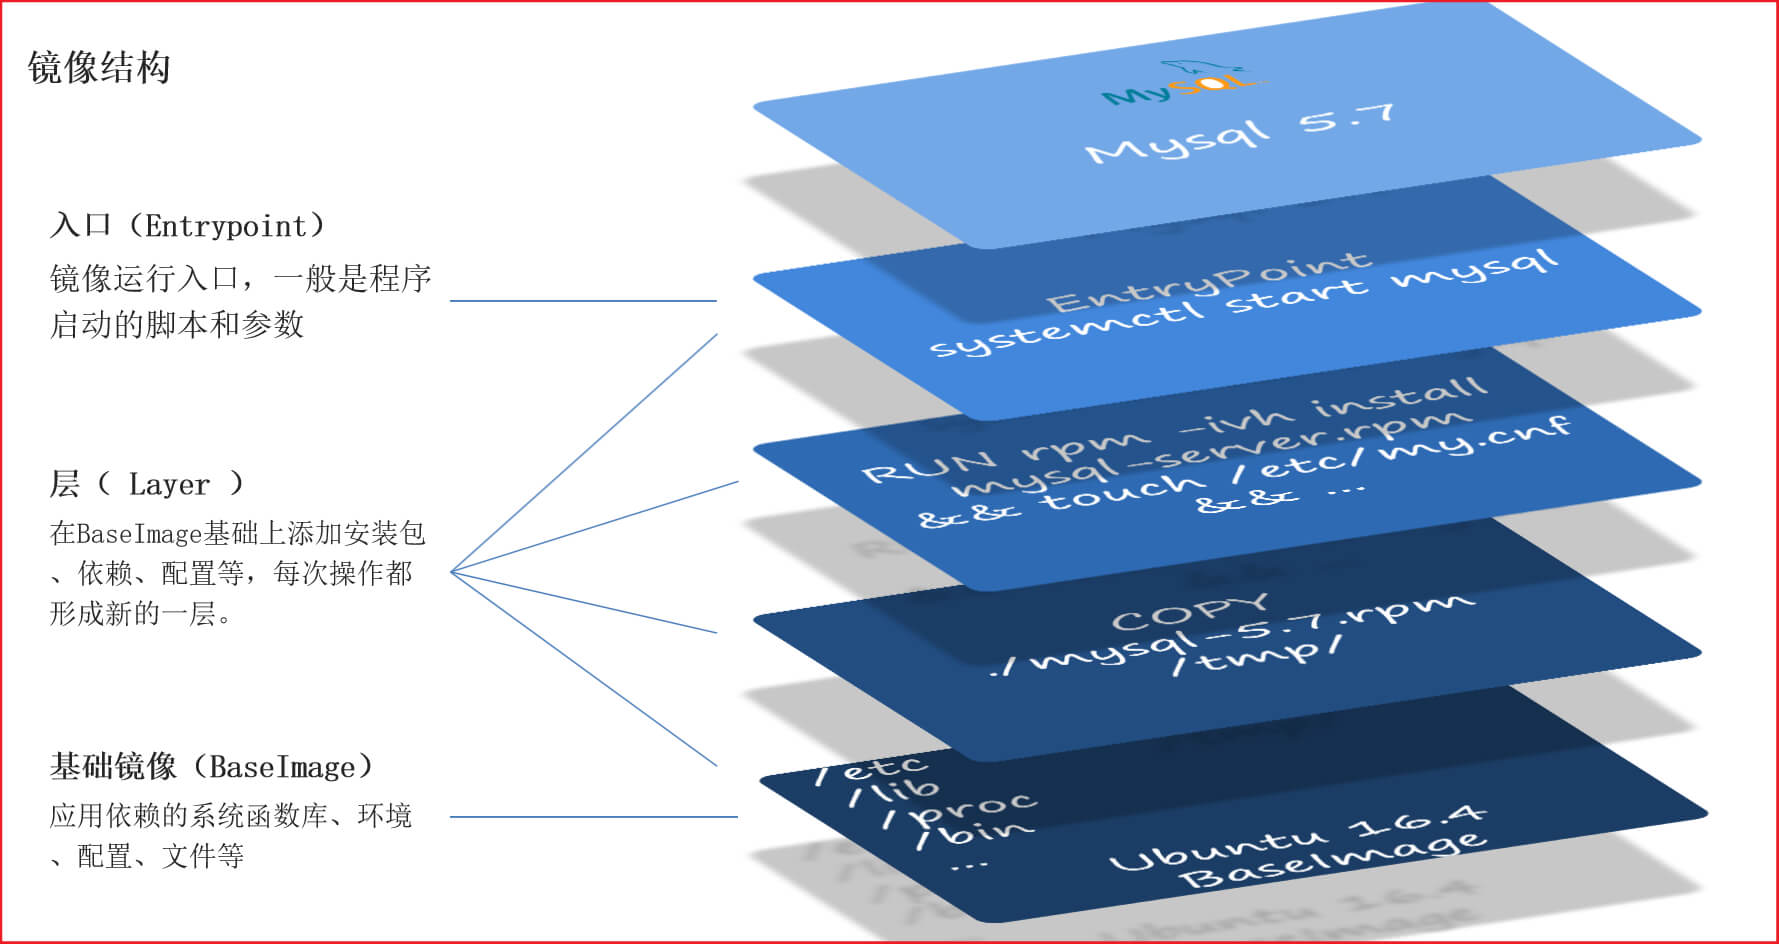 镜像结构
入口（Entrypoint）
镜像运行入口，一般是程序
启动的脚本和参数
层（ Layer ）
在BaseImage基础上添加安装包
、依赖、配置等，每次操作都
形成新的一层。
基础镜像（BaseImage）
应用依赖的系统函数库、环境
、配置、文件等
MySQL
Mysql 5.7
EntryPoint
systemctl start mysql
RUN rpm -ivh install
mysql-server.rpm
&& touch /etc/my.cnf
&& ...
COPY
./mysql-5.7.rpm
/tmp/
/etc
/lib
/proc
/bin
...
Ubuntu 16.4
BaseImage